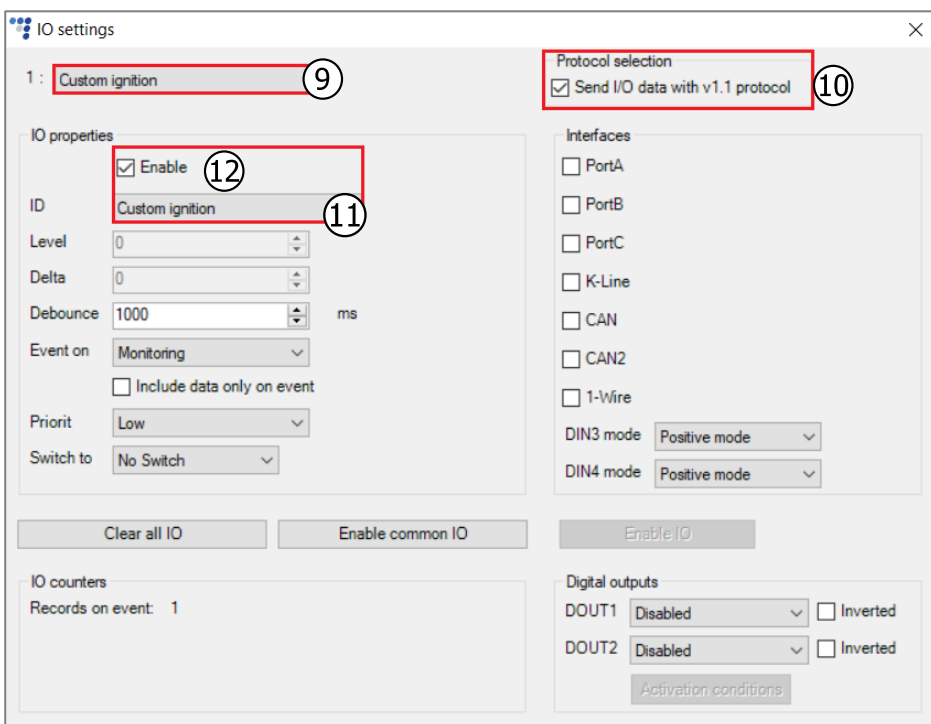 IO settings
1 : Custom ignition ⑨
Protocol selection
Send I/O data with v1.1 protocol ⑩
IO properties
Enable ⑫
ID Custom ignition ⑪
Level 0
Delta 0
Debounce 1000 ms
Event on Monitoring
Include data only on event
Priorit Low
Switch to No Switch
Interfaces
PortA
PortB
PortC
K-Line
CAN
CAN2
1-Wire
DIN3 mode Positive mode
DIN4 mode Positive mode
Clear all IO Enable common IO Enable IO
IO counters
Records on event: 1
Digital outputs
DOUT1 Disabled Inverted
DOUT2 Disabled Inverted
Activation conditions